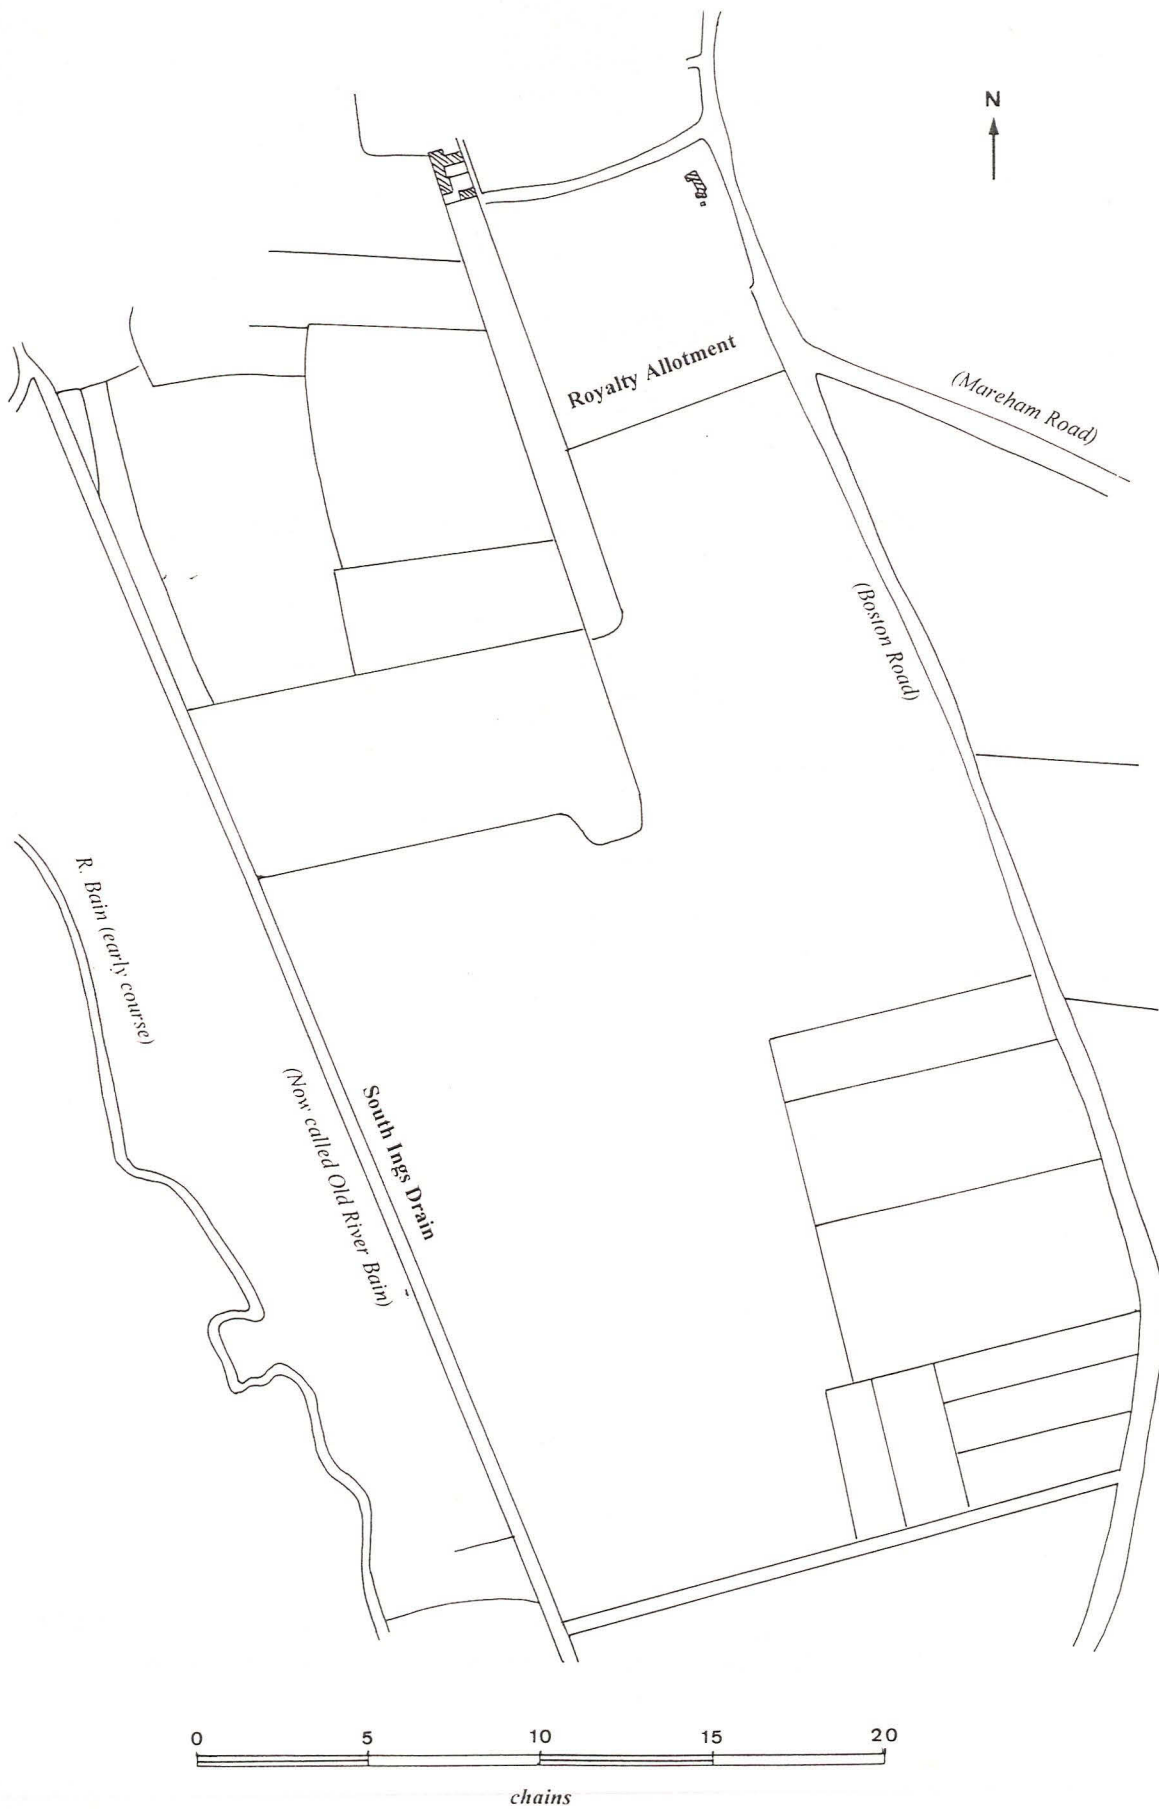 N
Royalty Allotment
(Mareham Road)
(Boston Road)
R. Bain (early course)
South Ings Drain
(Now called Old River Bain)
0 5 10 15 20
chains